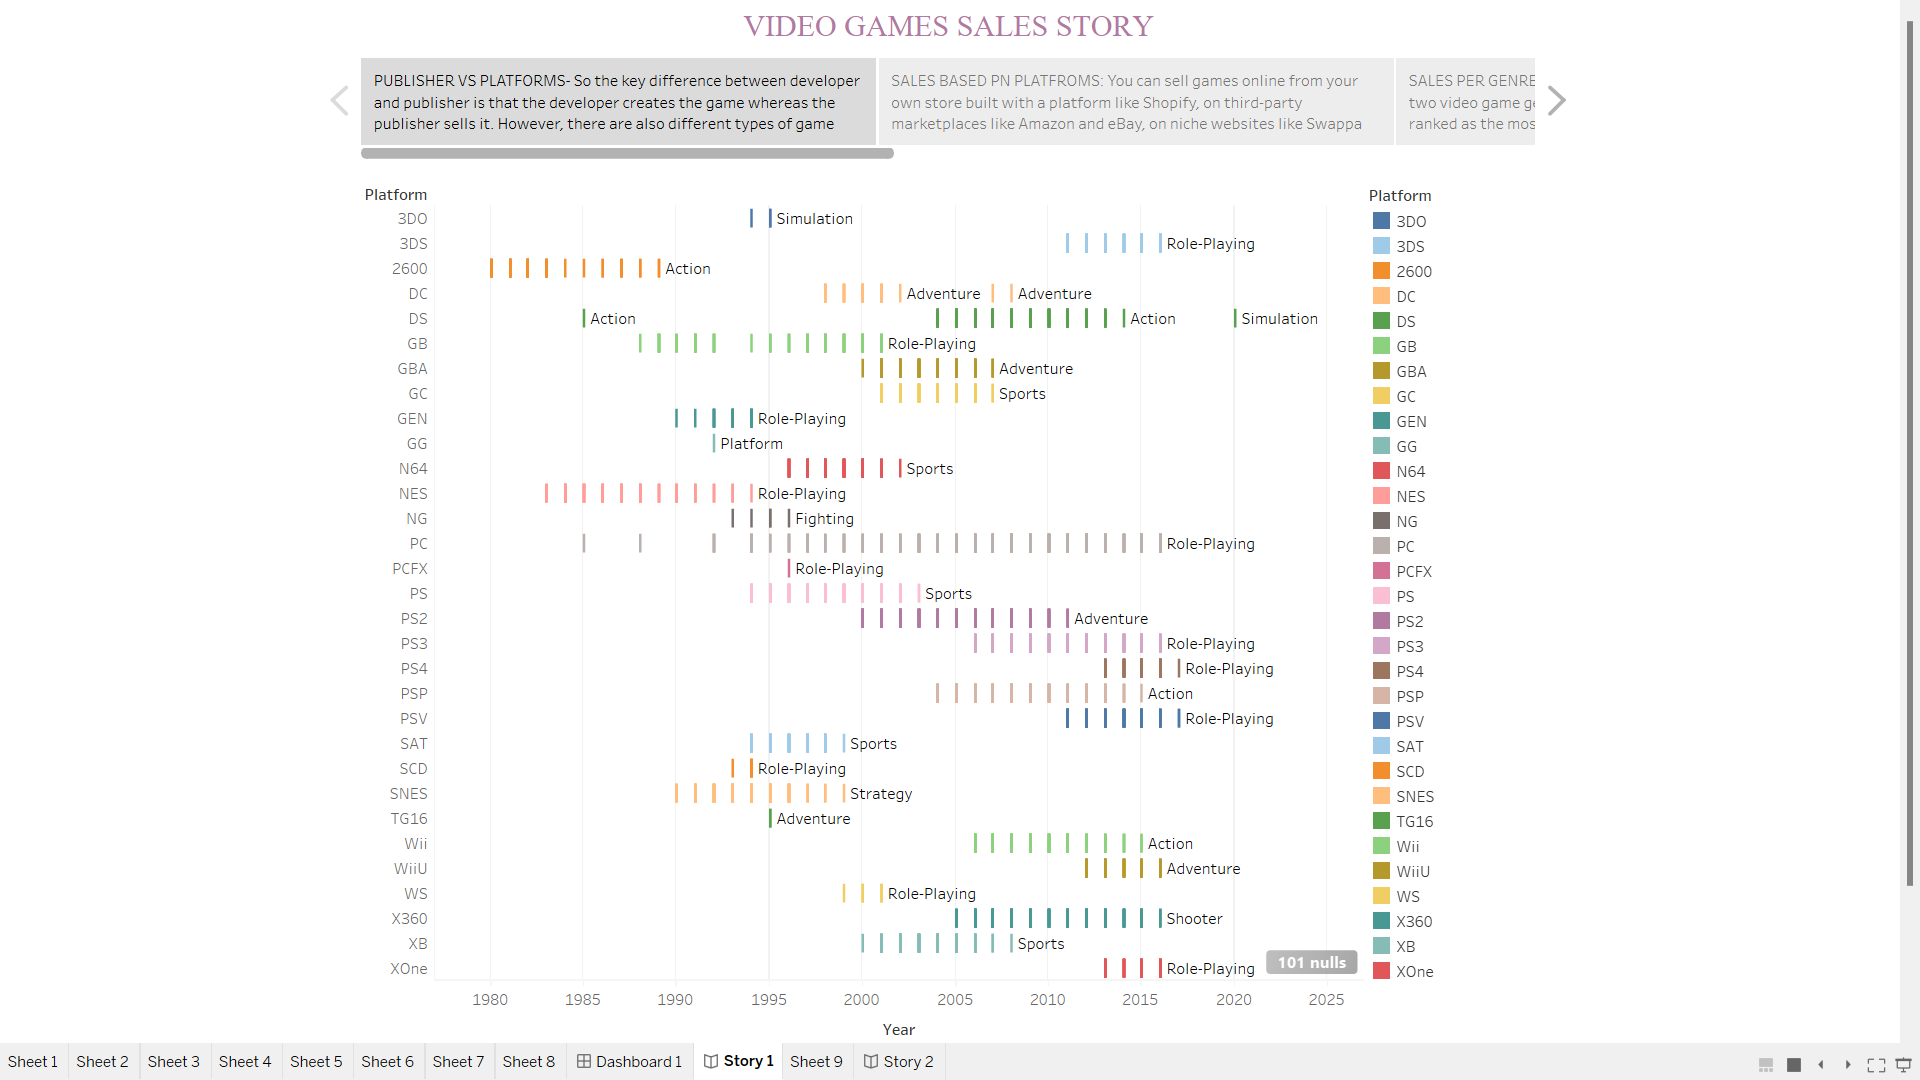 VIDEO GAMES SALES STORY
PUBLISHER VS PLATFORMS- So the key difference between developer
and publisher is that the developer creates the game whereas the
publisher sells it. However, there are also different types of game
SALES BASED PN PLATFROMS: You can sell games online from your
own store built with a platform like Shopify, on third-party
marketplaces like Amazon and eBay, on niche websites like Swappa
SALES PER GENRE
two video game ge
ranked as the mos
Platform
3DO Simulation
3DS Role-Playing
2600 Action
DC Adventure Adventure
DS Action Action Simulation
GB Role-Playing
GBA Adventure
GC Sports
GEN Role-Playing
GG Platform
N64 Sports
NES Role-Playing
NG Fighting
PC Role-Playing
PCFX Role-Playing
PS Sports
PS2 Adventure
PS3 Role-Playing
PS4 Role-Playing
PSP Action
PSV Role-Playing
SAT Sports
SCD Role-Playing
SNES Strategy
TG16 Adventure
Wii Action
WiiU Adventure
WS Role-Playing
X360 Shooter
XB Sports
XOne Role-Playing
101 nulls
1980 1985 1990 1995 2000 2005 2010 2015 2020 2025
Year
Platform
3DO
3DS
2600
DC
DS
GB
GBA
GC
GEN
GG
N64
NES
NG
PC
PCFX
PS
PS2
PS3
PS4
PSP
PSV
SAT
SCD
SNES
TG16
Wii
WiiU
WS
X360
XB
XOne
Sheet 1 Sheet 2 Sheet 3 Sheet 4 Sheet 5 Sheet 6 Sheet 7 Sheet 8 Dashboard 1 Story 1 Sheet 9 Story 2